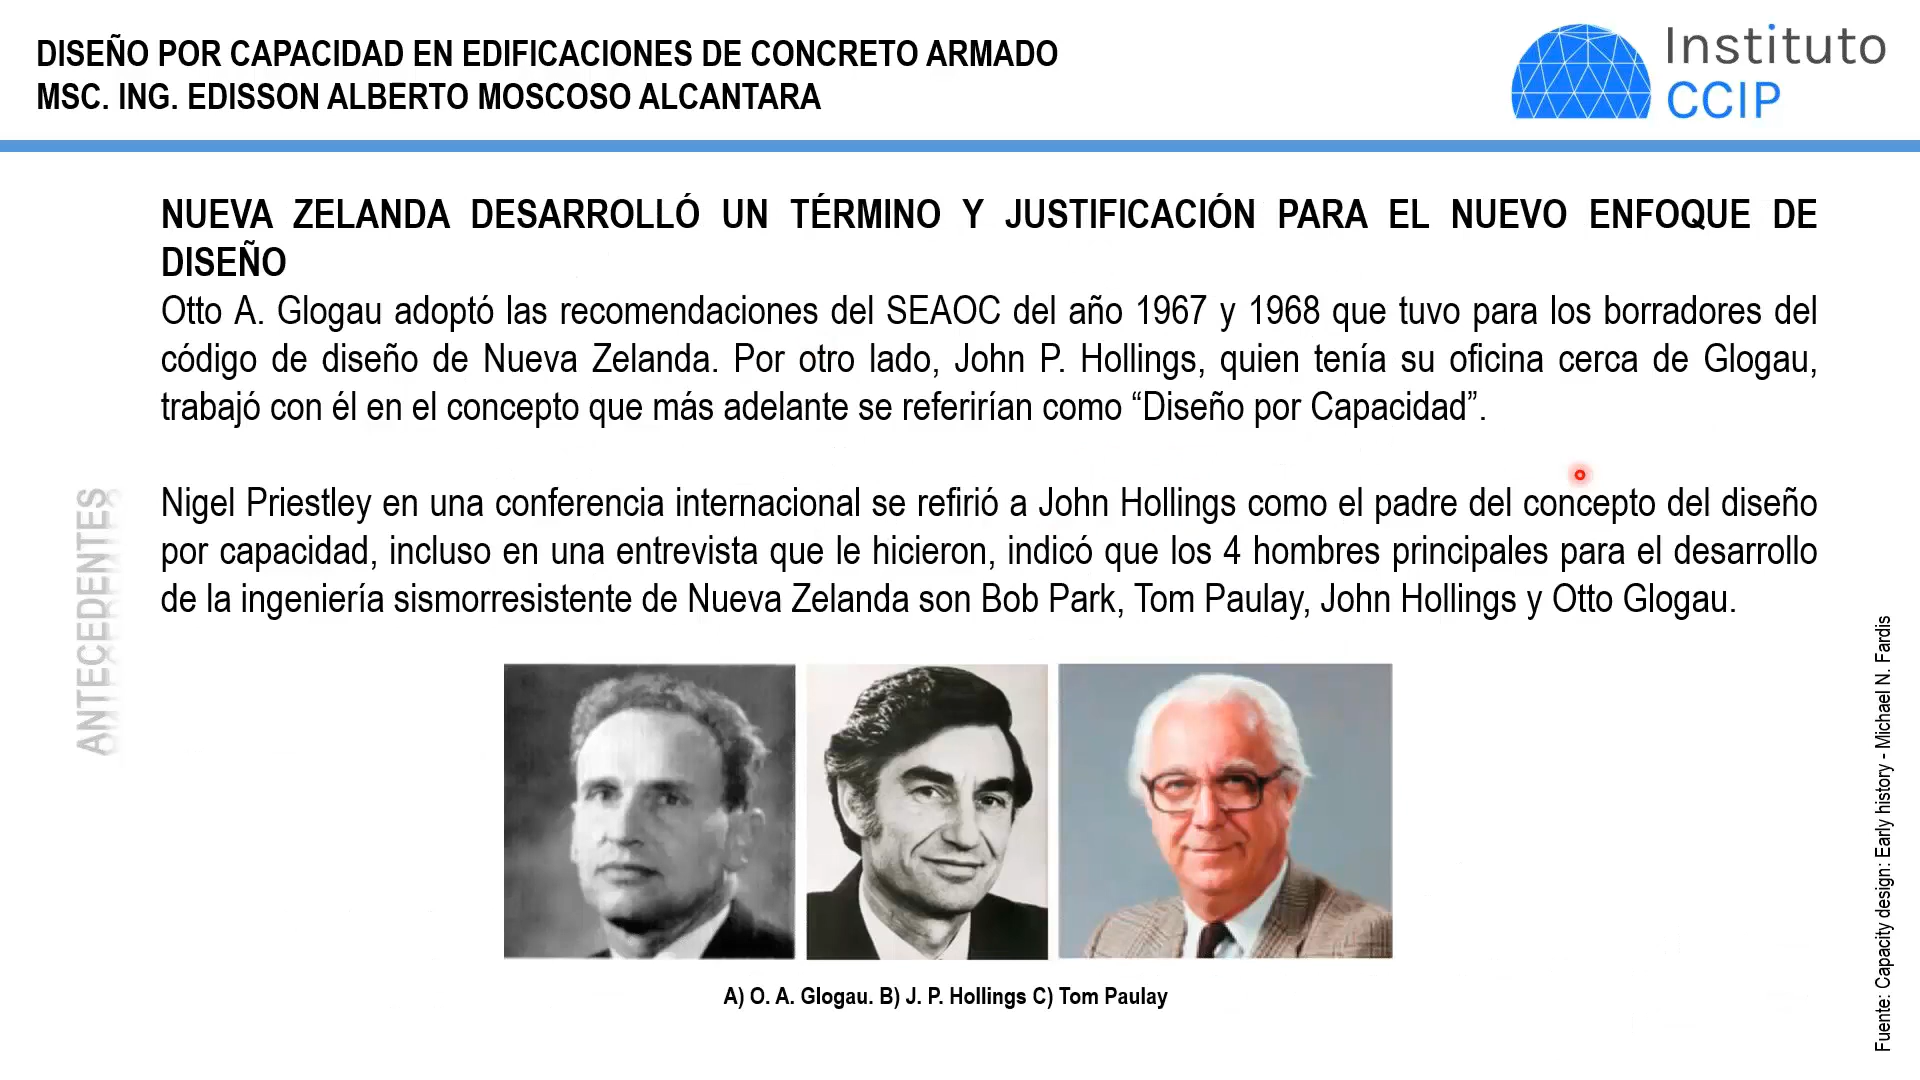 DISEÑO POR CAPACIDAD EN EDIFICACIONES DE CONCRETO ARMADO
MSC. ING. EDISSON ALBERTO MOSCOSO ALCANTARA
Instituto
CCIP
NUEVA ZELANDA DESARROLLÓ UN TÉRMINO Y JUSTIFICACIÓN PARA EL NUEVO ENFOQUE DE
DISEÑO
Otto A. Glogau adoptó las recomendaciones del SEAOC del año 1967 y 1968 que tuvo para los borradores del
código de diseño de Nueva Zelanda. Por otro lado, John P. Hollings, quien tenía su oficina cerca de Glogau,
trabajó con él en el concepto que más adelante se referirían como “Diseño por Capacidad”.
Nigel Priestley en una conferencia internacional se refirió a John Hollings como el padre del concepto del diseño
por capacidad, incluso en una entrevista que le hicieron, indicó que los 4 hombres principales para el desarrollo
de la ingeniería sismorresistente de Nueva Zelanda son Bob Park, Tom Paulay, John Hollings y Otto Glogau.
ANTECEDENTES
A) O. A. Glogau. B) J. P. Hollings C) Tom Paulay
Fuente: Capacity design: Early history - Michael N. Fardis